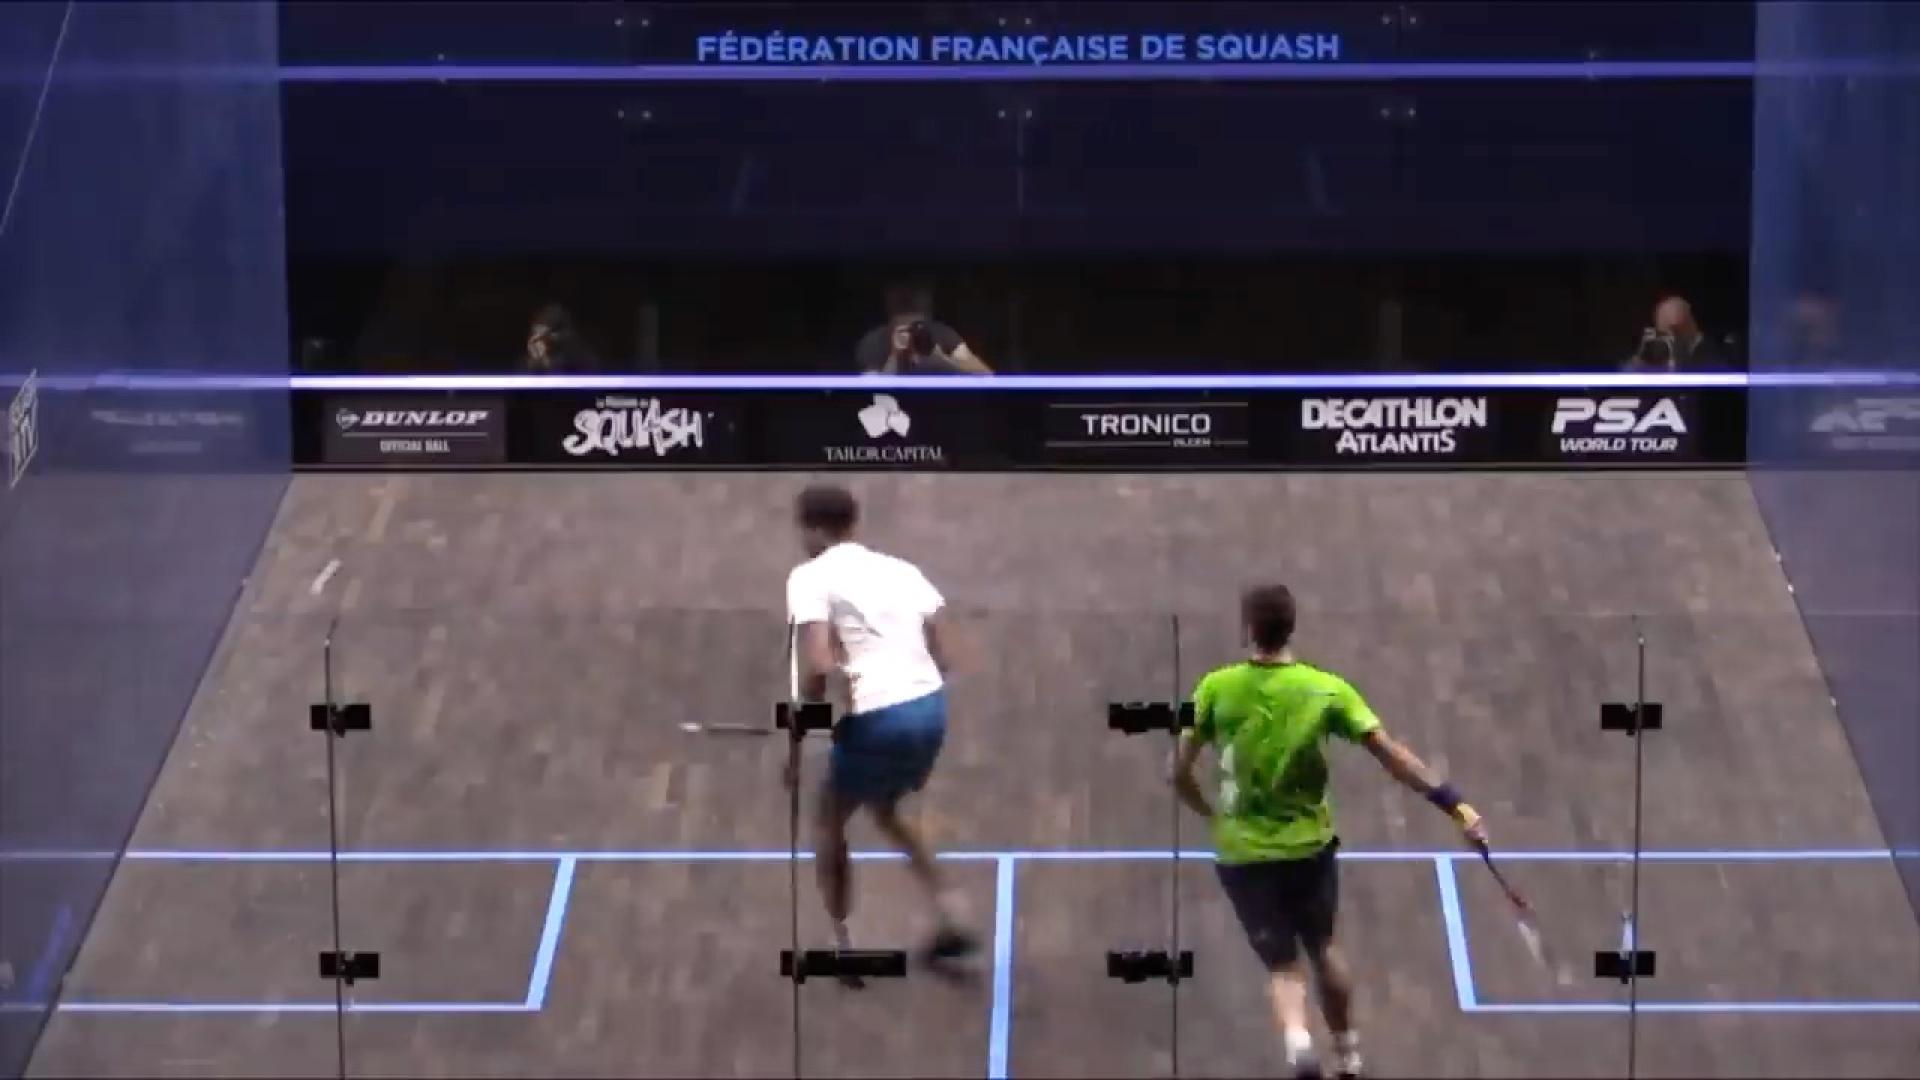 FÉDÉRATION FRANÇAISE DE SQUASH
DUNLOP
OFFICIAL BALL
SQUASH
TAILOR CAPITAL
TRONICO
DECATHLON
ATLANTIS
PSA
WORLD TOUR